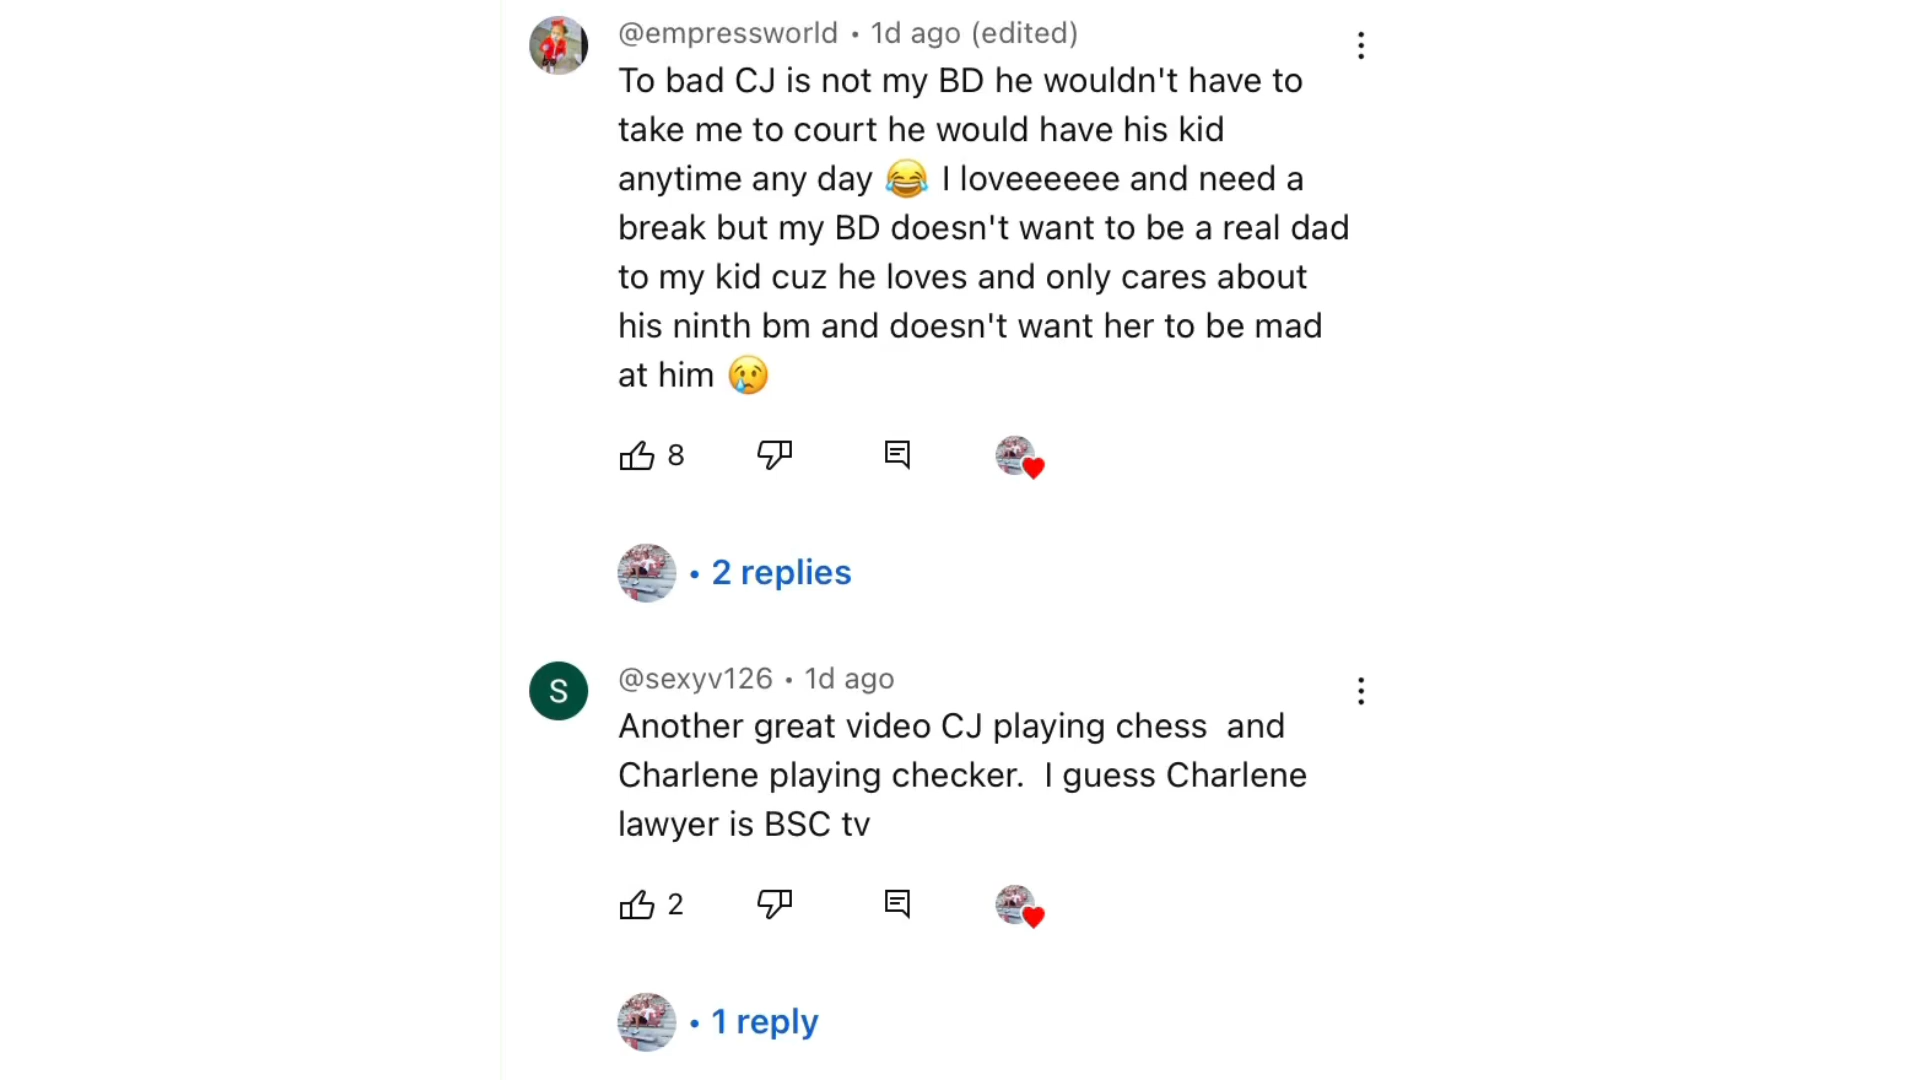 @empressworld • 1d ago (edited)
To bad CJ is not my BD he wouldn't have to
take me to court he would have his kid
anytime any day 😂 I loveeeeee and need a
break but my BD doesn't want to be a real dad
to my kid cuz he loves and only cares about
his ninth bm and doesn't want her to be mad
at him 😢
8
• 2 replies
S
@sexyv126 • 1d ago
Another great video CJ playing chess  and
Charlene playing checker.  I guess Charlene
lawyer is BSC tv
2
• 1 reply